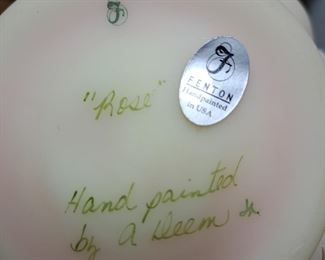 F
F
FENTON
Handpainted
in USA
"Rose"
Hand painted
by A Deem